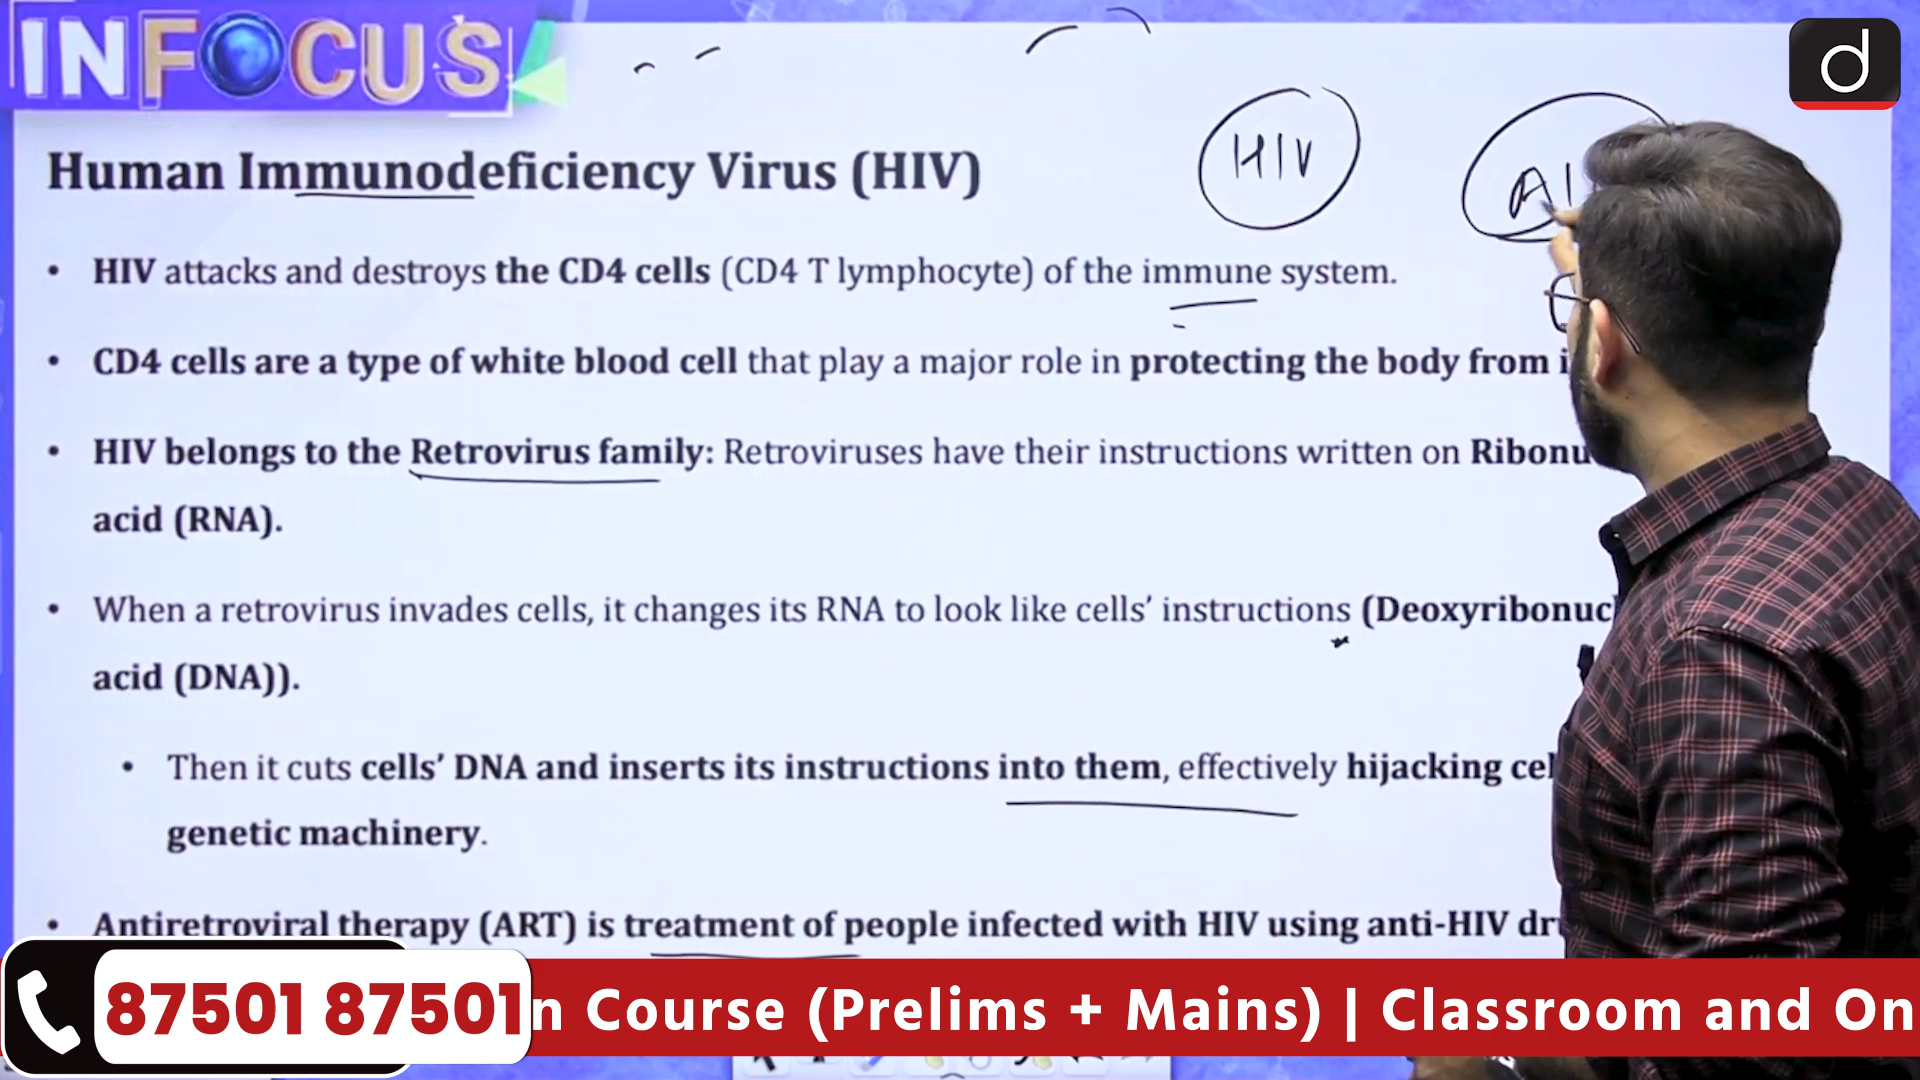 INFOCUS
d
HIV
AI
Human Immunodeficiency Virus (HIV)
• HIV attacks and destroys the CD4 cells (CD4 T lymphocyte) of the immune system.
• CD4 cells are a type of white blood cell that play a major role in protecting the body from
• HIV belongs to the Retrovirus family: Retroviruses have their instructions written on
acid (RNA).
• When a retrovirus invades cells, it changes its RNA to look like cells’ instructions
acid (DNA)).
• Then it cuts cells’ DNA and inserts its instructions into them, effectively hijacking
genetic machinery.
• Antiretroviral therapy (ART) is treatment of people infected with HIV using anti-HIV
87501 87501
Course (Prelims + Mains) | Classroom and On